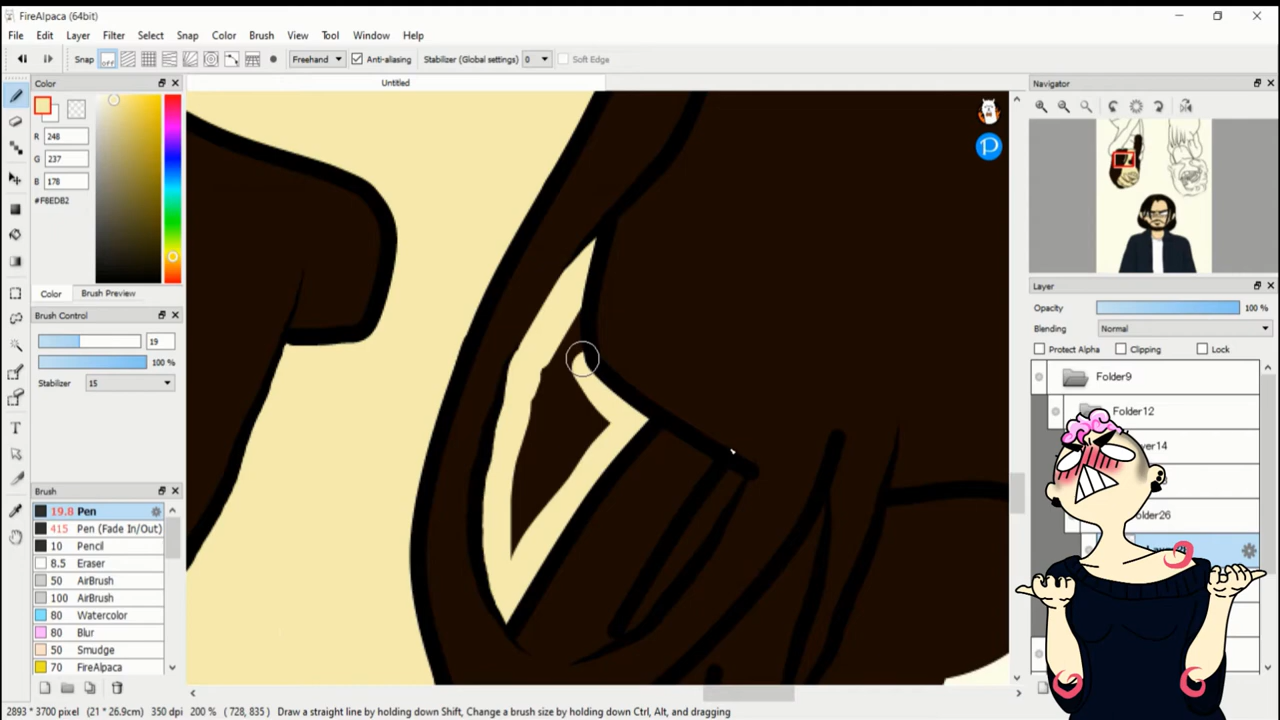 FireAlpaca (64bit)
File Edit Layer Filter Select Snap Color Brush View Tool Window Help
Snap off Freehand Anti-aliasing Stabilizer (Global settings) 0 Soft Edge
Color
Untitled
Navigator
R 248
G 237
B 178
#F8EDB2
Color Brush Preview
Brush Control
19
100 %
Stabilizer 15
Layer
Opacity 100 %
Blending Normal
Protect Alpha Clipping Lock
Folder9
Folder12
yer14
older26
Brush
19.8 Pen
415 Pen (Fade In/Out)
10 Pencil
8.5 Eraser
50 AirBrush
100 AirBrush
80 Watercolor
80 Blur
50 Smudge
70 FireAlpaca
2893 * 3700 pixel (21 * 26.9cm) 350 dpi 200 % (728, 835) Draw a straight line by holding down Shift, Change a brush size by holding down Ctrl, Alt, and dragging